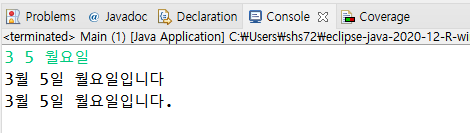 Problems @ Javadoc Declaration Console Coverage
<terminated> Main (1) [Java Application] C:₩Users₩shs72₩eclipse-java-2020-12-R-wi
3 5 월요일
3월 5일 월요일입니다
3월 5일 월요일입니다.